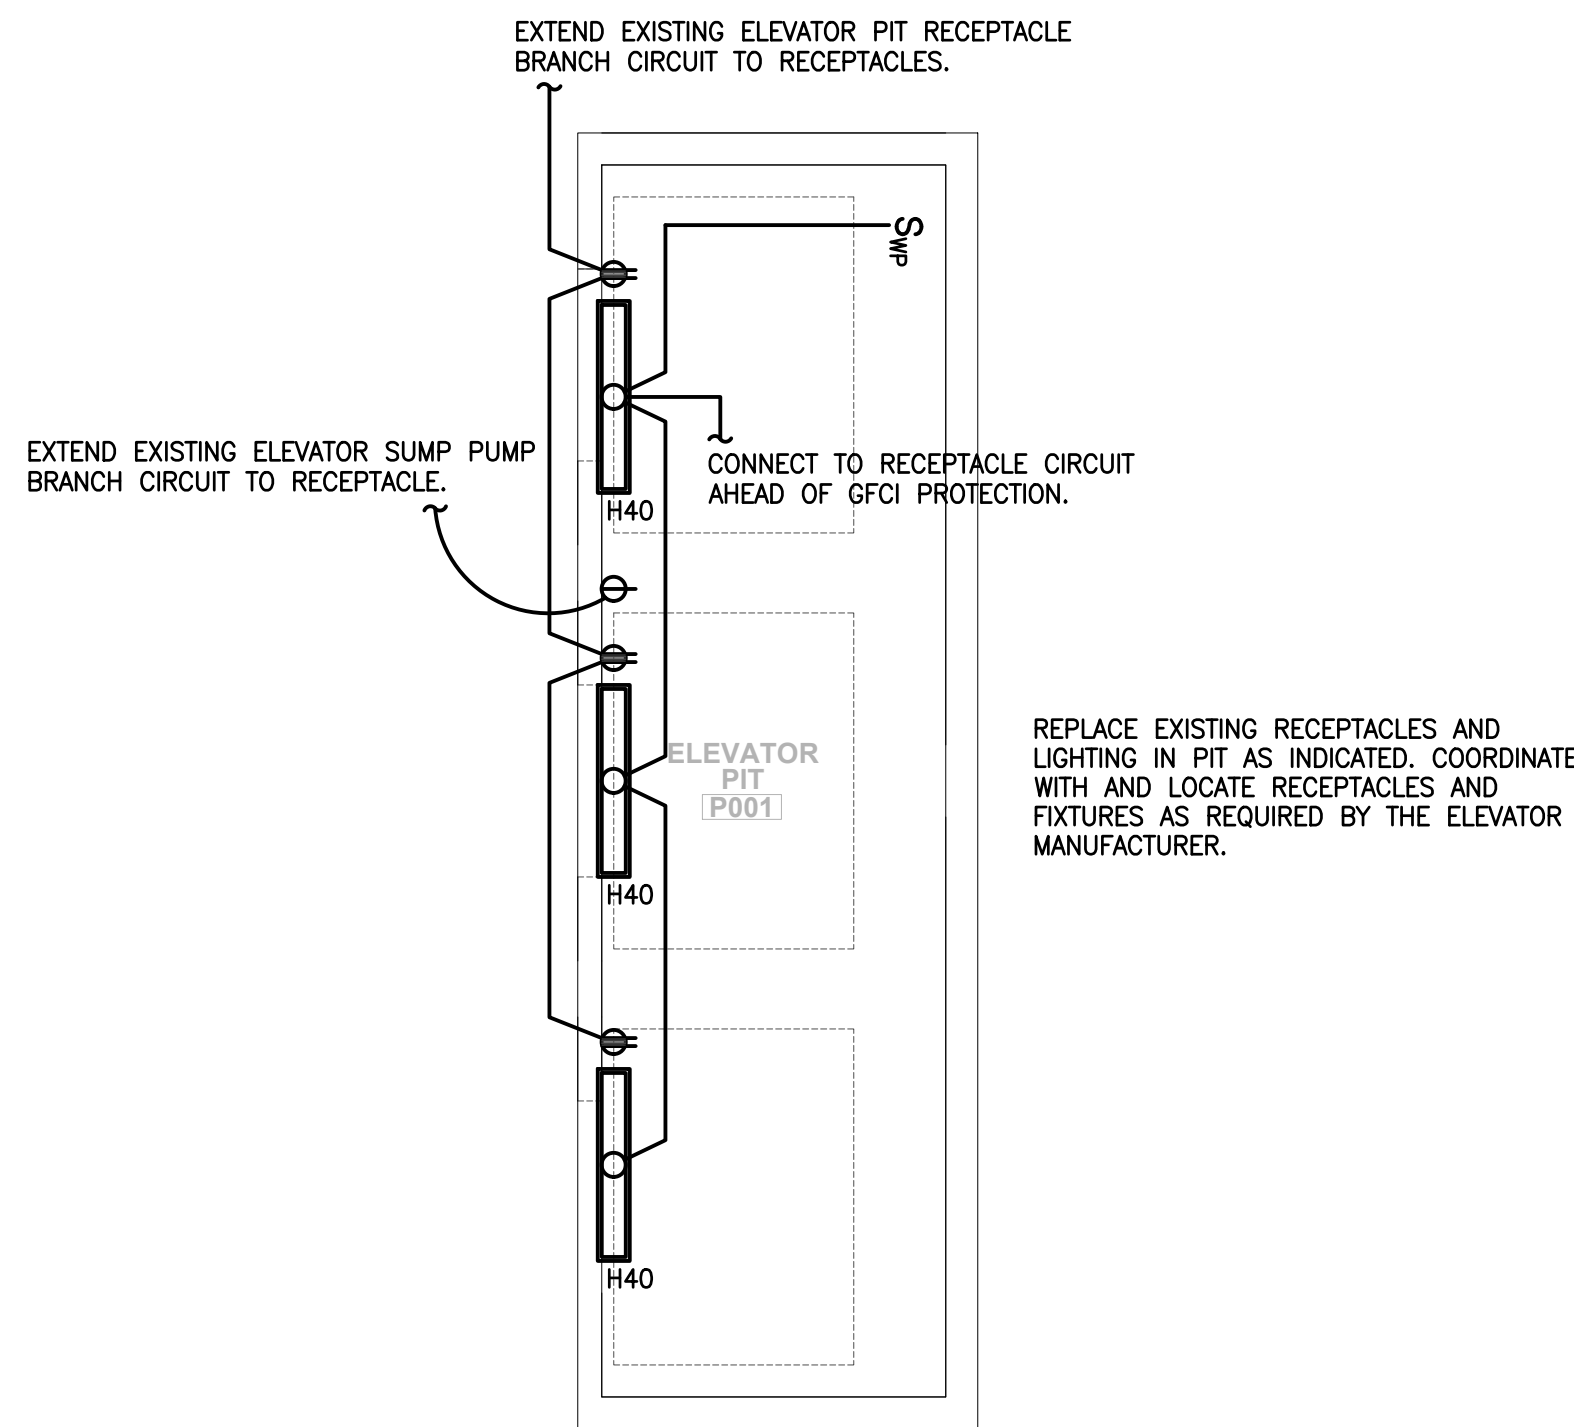 EXTEND EXISTING ELEVATOR PIT RECEPTACLE
BRANCH CIRCUIT TO RECEPTACLES.
S
WP
EXTEND EXISTING ELEVATOR SUMP PUMP
BRANCH CIRCUIT TO RECEPTACLE.
CONNECT TO RECEPTACLE CIRCUIT
AHEAD OF GFCI PROTECTION.
H40
REPLACE EXISTING RECEPTACLES AND
LIGHTING IN PIT AS INDICATED. COORDINATE
WITH AND LOCATE RECEPTACLES AND
FIXTURES AS REQUIRED BY THE ELEVATOR
MANUFACTURER.
ELEVATOR
PIT
P001
H40
H40